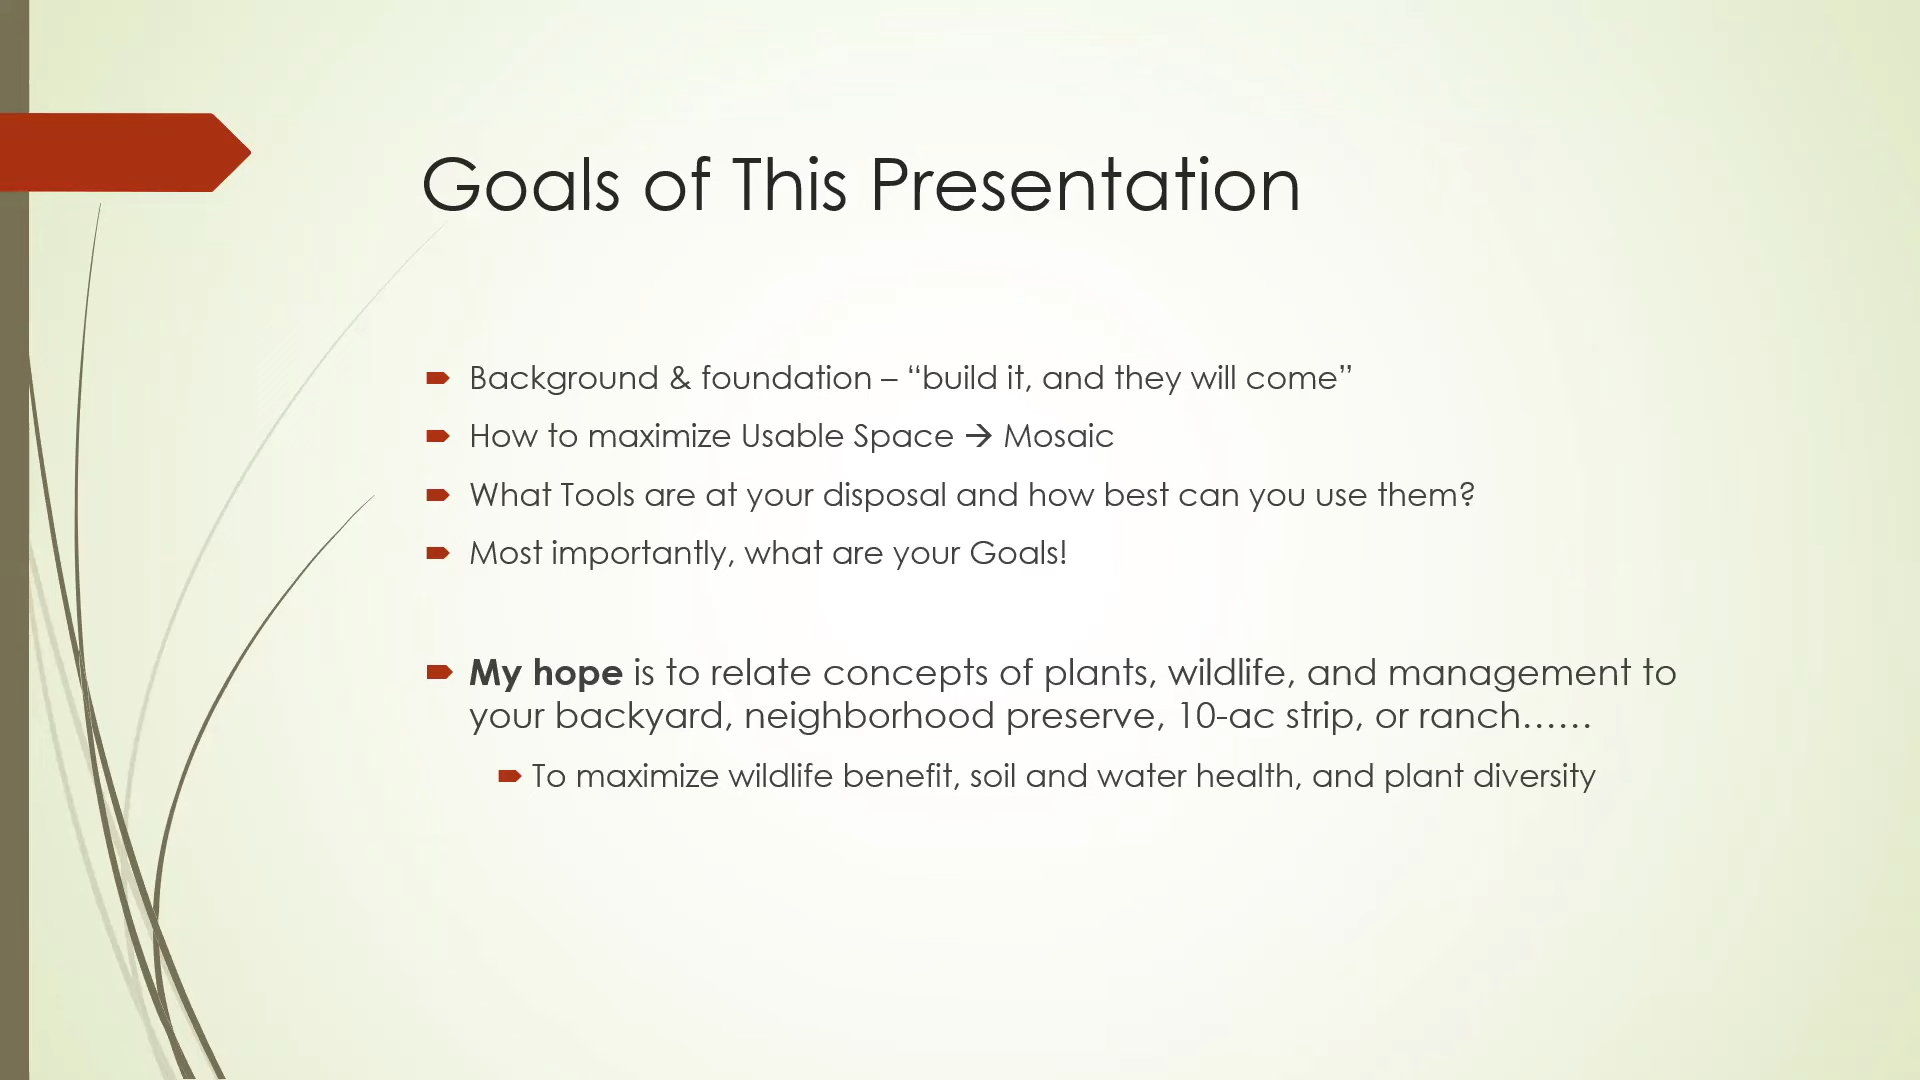 Goals of This Presentation
Background & foundation – “build it, and they will come”
How to maximize Usable Space → Mosaic
What Tools are at your disposal and how best can you use them?
Most importantly, what are your Goals!
My hope is to relate concepts of plants, wildlife, and management to
your backyard, neighborhood preserve, 10-ac strip, or ranch……
To maximize wildlife benefit, soil and water health, and plant diversity